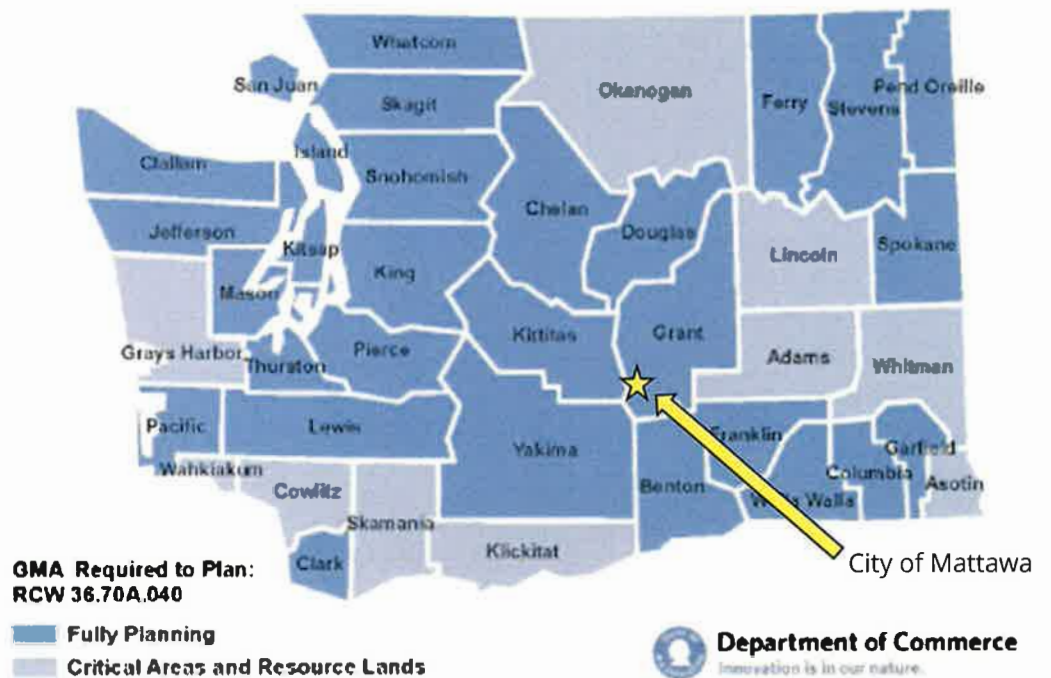 Whatcom
San Juan
Skagit
Okanogan
Ferry
Stevens
Pend Oreille
Island
Clallam
Snohomish
Chelan
Jefferson
Douglas
Kitsap
Spokane
Lincoln
King
Mason
Kittitas
Grant
Grays Harbor
Thurston
Pierce
Adams
Whitman
Pacific
Lewis
Yakima
Franklin
Garfield
Wahkiakum
Columbia
Cowlitz
Benton
Walla Walla
Asotin
Skamania
Klickitat
Clark
City of Mattawa
GMA Required to Plan:
RCW 36.70A.040
Fully Planning
Critical Areas and Resource Lands
Department of Commerce
Innovation is in our nature.